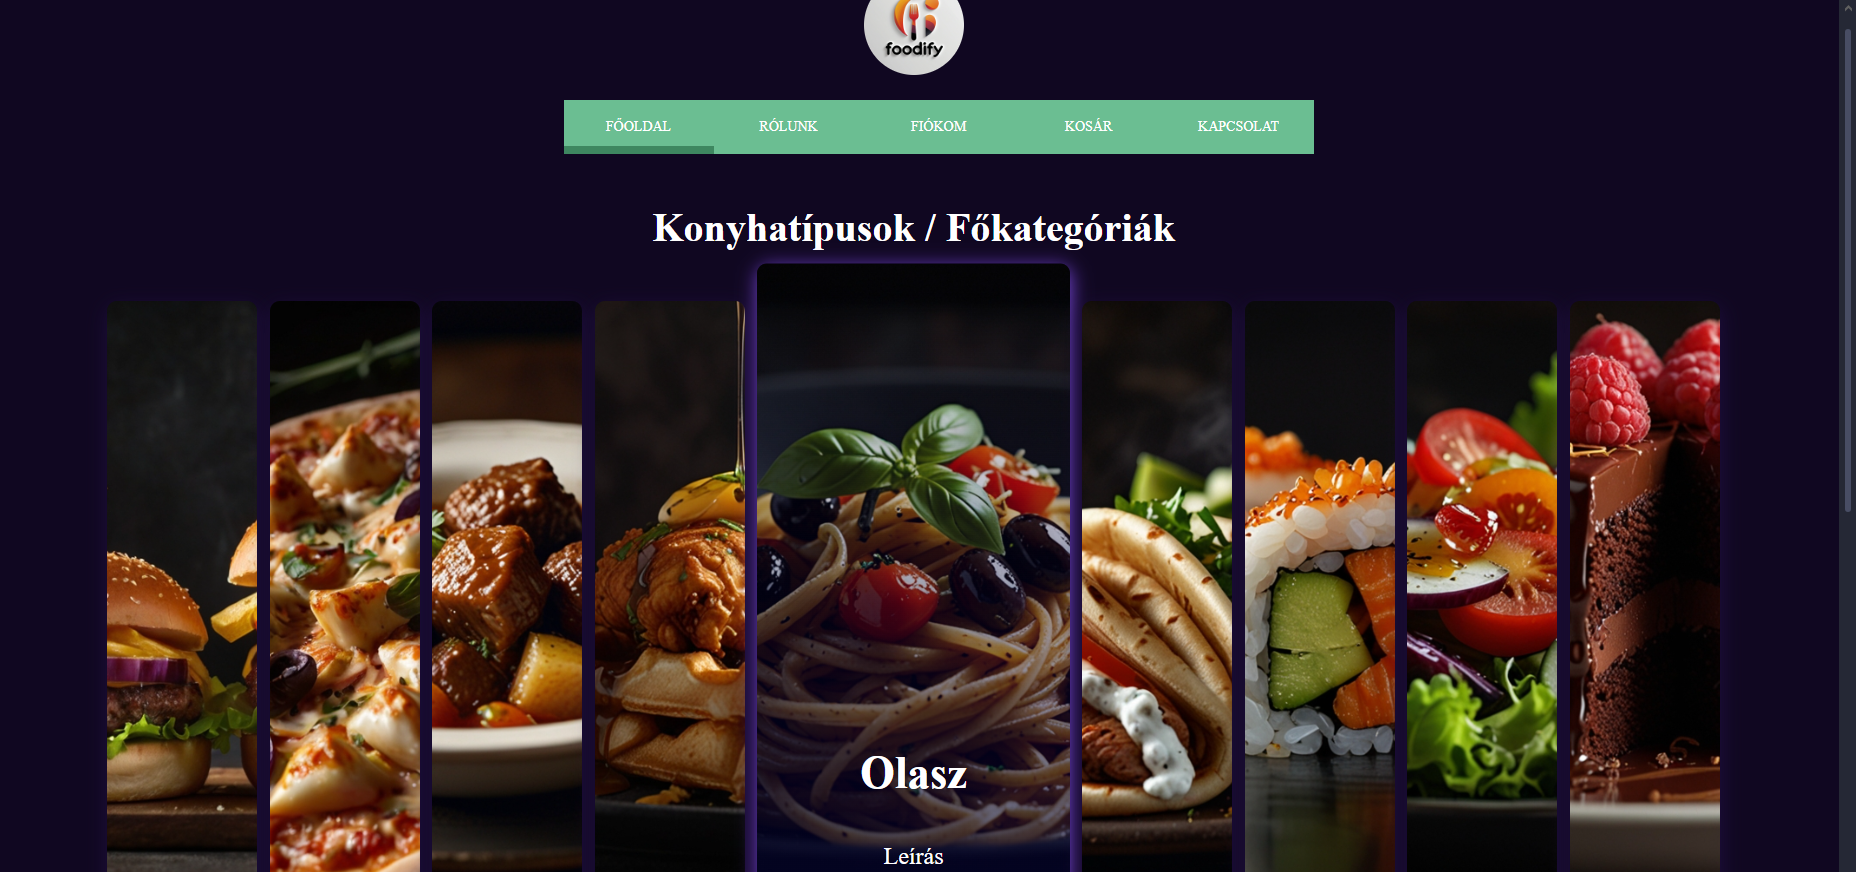 foodify
FŐOLDAL RÓLUNK FIÓKOM KOSÁR KAPCSOLAT
Konyhatípusok / Főkategóriák
Olasz
Leírás